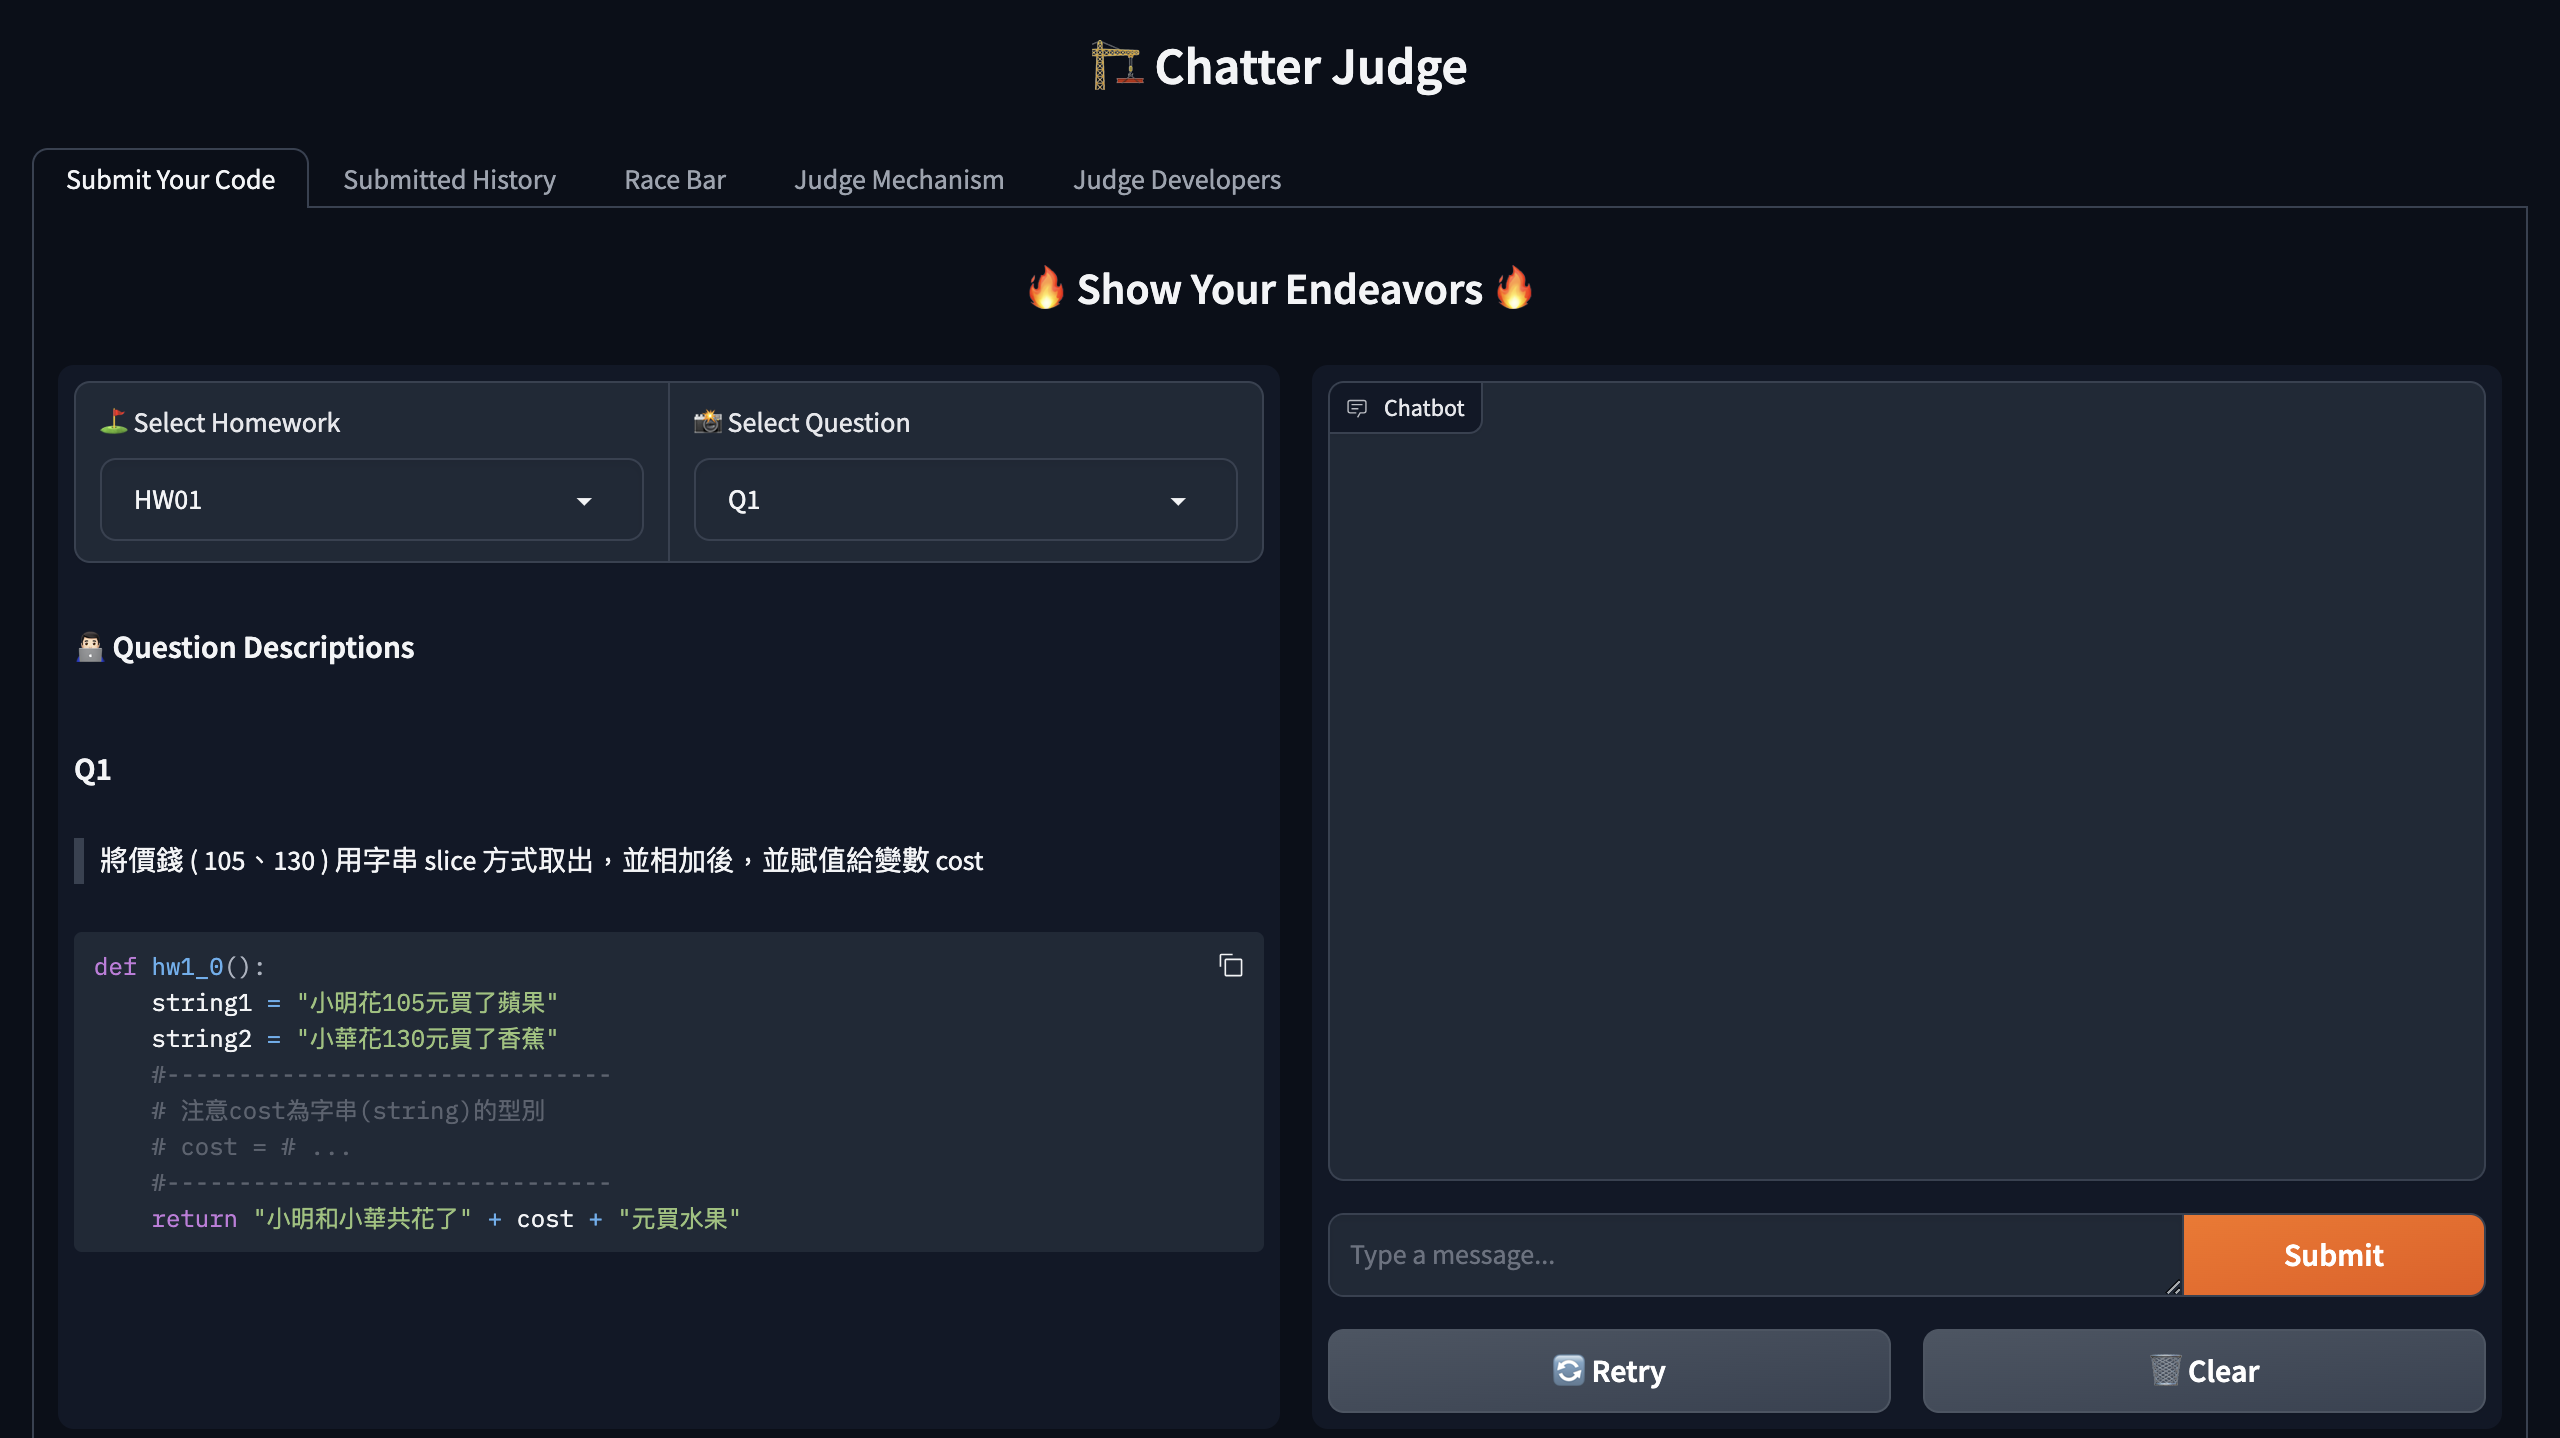 Chatter Judge
Submit Your Code
Submitted History
Race Bar
Judge Mechanism
Judge Developers
🔥 Show Your Endeavors 🔥
Select Homework
HW01
Select Question
Q1
Question Descriptions
Q1
將價錢 ( 105、130 ) 用字串 slice 方式取出，並相加後，並賦值給變數 cost
def hw1_0():
    string1 = "小明花105元買了蘋果"
    string2 = "小華花130元買了香蕉"
    #-------------------------------
    # 注意cost為字串(string)的型別
    # cost = # ...
    #-------------------------------
    return "小明和小華共花了" + cost + "元買水果"
Chatbot
Type a message...
Submit
Retry
Clear